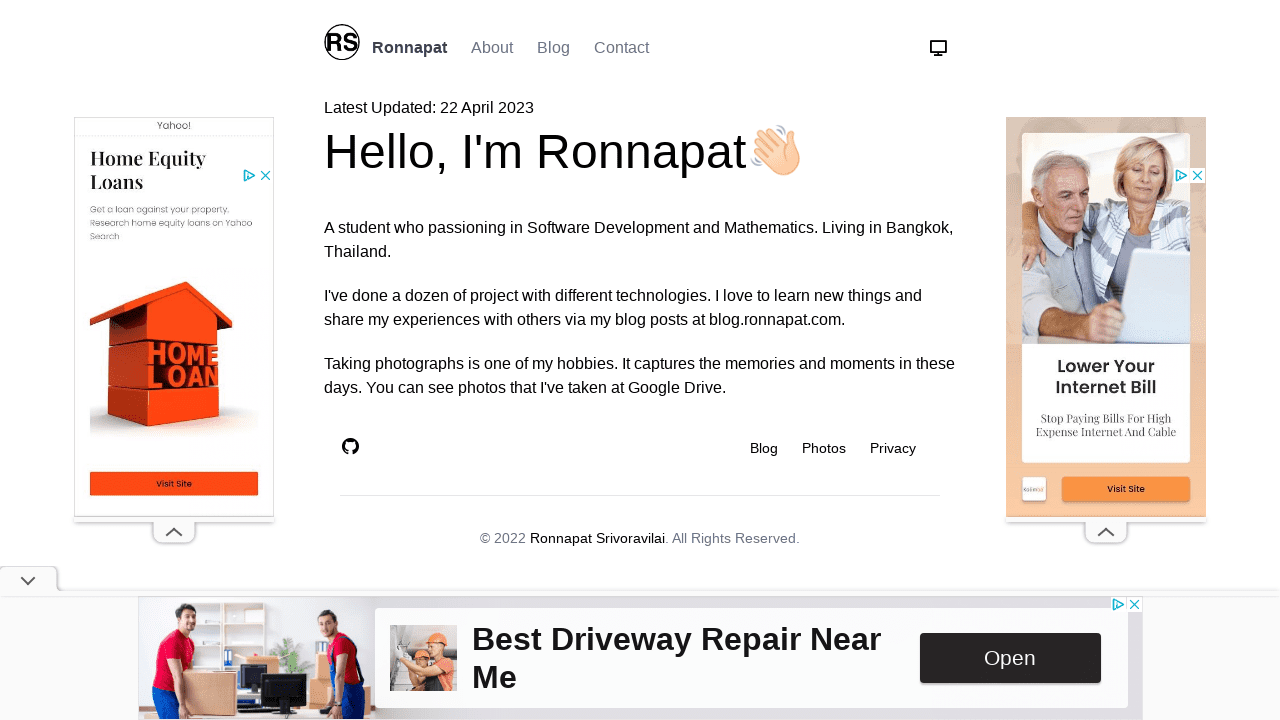 RS
Ronnapat About Blog Contact
Latest Updated: 22 April 2023
Hello, I'm Ronnapat
A student who passioning in Software Development and Mathematics. Living in Bangkok,
Thailand.
I've done a dozen of project with different technologies. I love to learn new things and
share my experiences with others via my blog posts at blog.ronnapat.com.
Taking photographs is one of my hobbies. It captures the memories and moments in these
days. You can see photos that I've taken at Google Drive.
Blog Photos Privacy
© 2022 Ronnapat Srivoravilai. All Rights Reserved.
Yahoo!
Home Equity
Loans
Get a loan against your property.
Research home equity loans on Yahoo
Search
HOME
LOAN
Visit Site
Lower Your
Internet Bill
Stop Paying Bills For High
Expense Internet And Cable
Visit Site
Best Driveway Repair Near
Me
Open